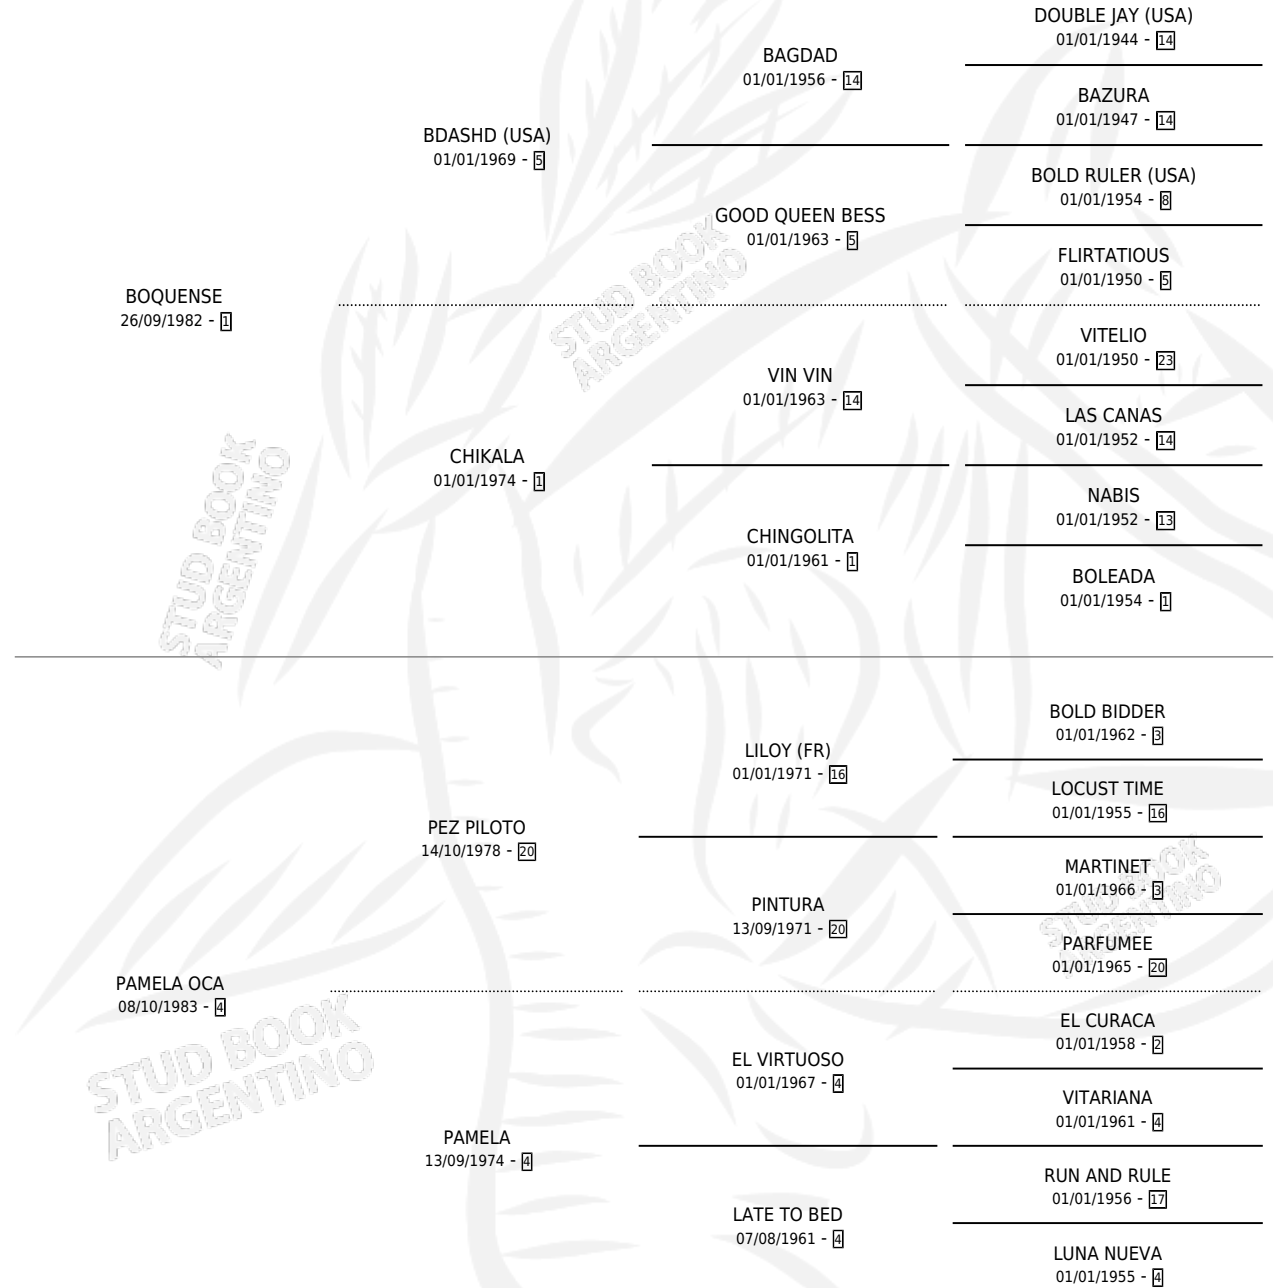 DOUBLE JAY (USA)
01/01/1944 - 14
BAGDAD
01/01/1956 - 14
BAZURA
01/01/1947 - 14
BDASHD (USA)
01/01/1969 - 5
BOLD RULER (USA)
01/01/1954 - 8
GOOD QUEEN BESS
01/01/1963 - 5
FLIRTATIOUS
01/01/1950 - 5
BOQUENSE
26/09/1982 - 1
STUD BOOK
ARGENTINO
VITELIO
01/01/1950 - 23
VIN VIN
01/01/1963 - 14
LAS CANAS
01/01/1952 - 14
CHIKALA
01/01/1974 - 1
NABIS
01/01/1952 - 13
CHINGOLITA
01/01/1961 - 1
BOLEADA
01/01/1954 - 1
STUD BOOK
ARGENTINO
BOLD BIDDER
01/01/1962 - 3
LILOY (FR)
01/01/1971 - 16
LOCUST TIME
01/01/1955 - 16
PEZ PILOTO
14/10/1978 - 20
MARTINET
01/01/1966 - 3
PINTURA
13/09/1971 - 20
PARFUMEE
01/01/1965 - 20
STUD BOOK
ARGENTINO
PAMELA OCA
08/10/1983 - 4
EL CURACA
01/01/1958 - 2
EL VIRTUOSO
01/01/1967 - 4
VITARIANA
01/01/1961 - 4
STUD BOOK
ARGENTINO
PAMELA
13/09/1974 - 4
RUN AND RULE
01/01/1956 - 17
LATE TO BED
07/08/1961 - 4
LUNA NUEVA
01/01/1955 - 4